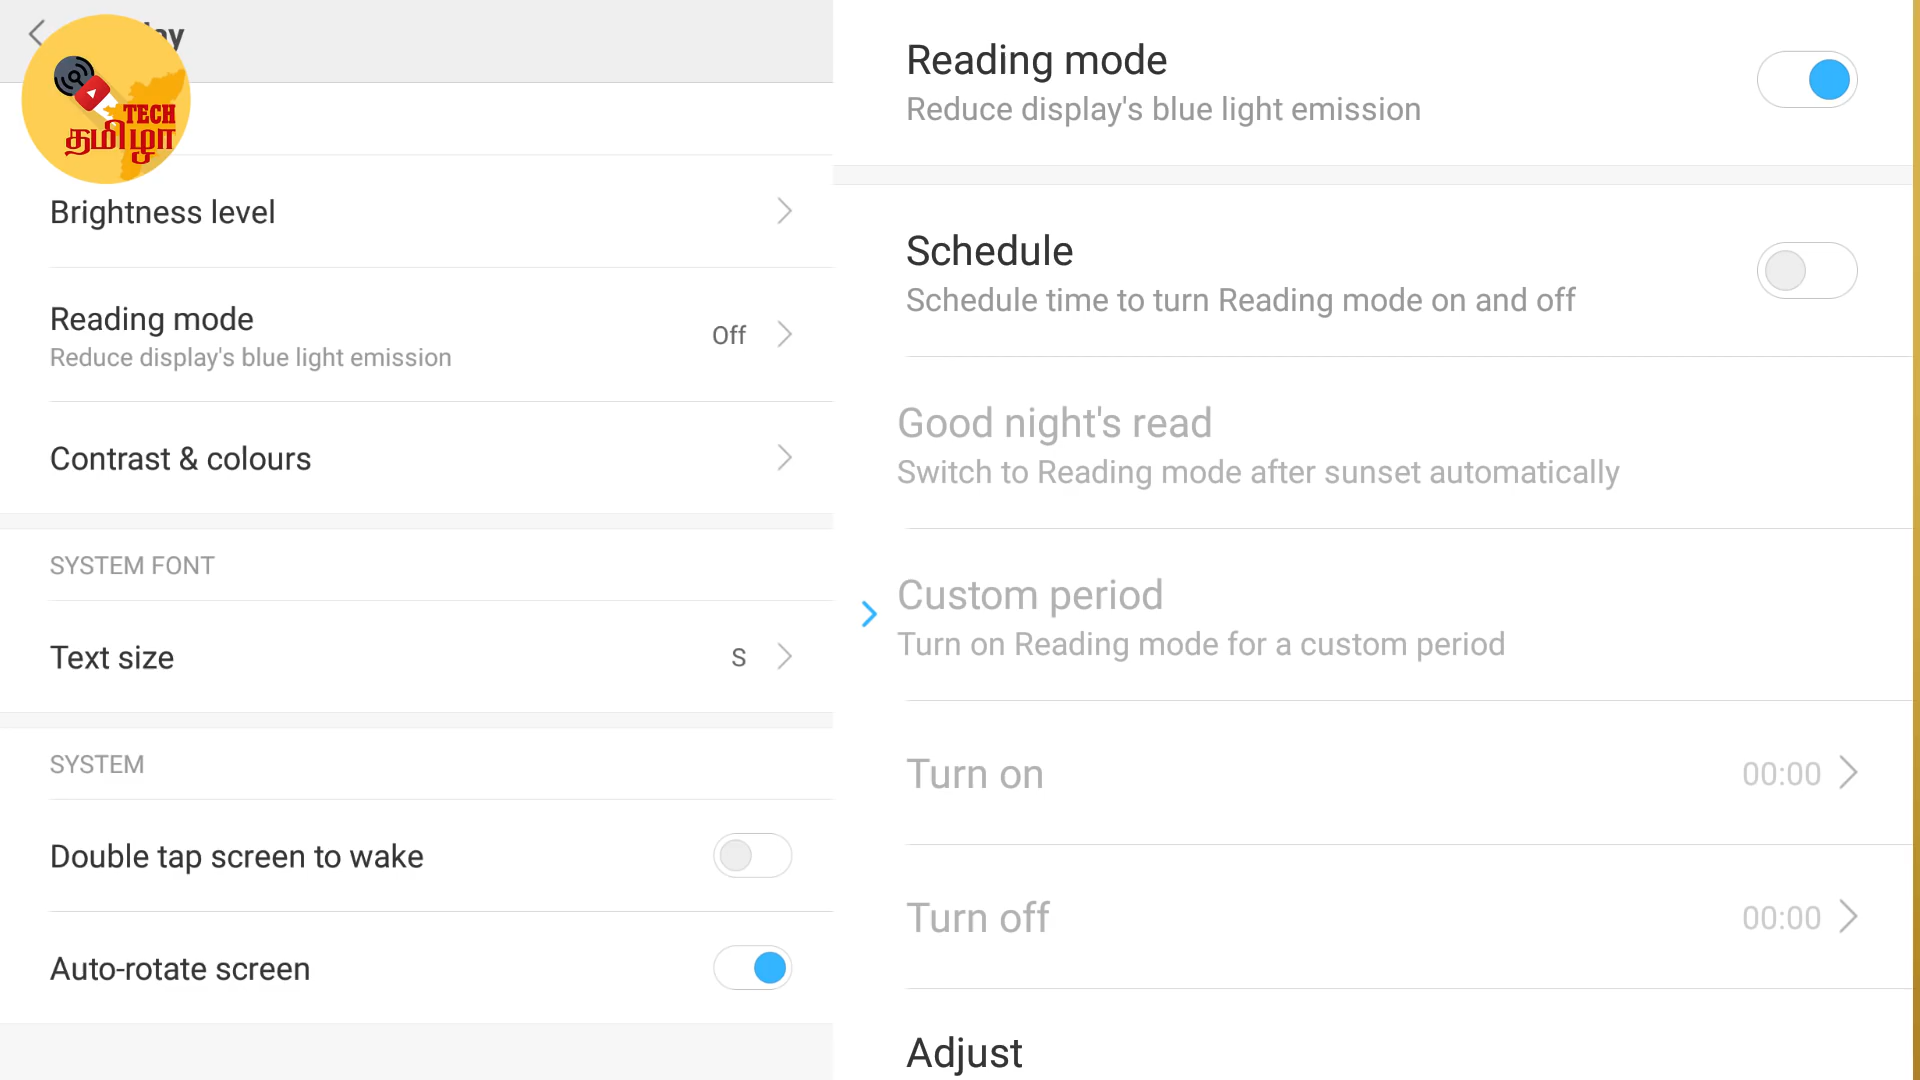 TECH
தமிழா
Brightness level
Reading mode
Off
Reduce display's blue light emission
Contrast & colours
SYSTEM FONT
Text size
S
SYSTEM
Double tap screen to wake
Auto-rotate screen
Reading mode
Reduce display's blue light emission
Schedule
Schedule time to turn Reading mode on and off
Good night's read
Switch to Reading mode after sunset automatically
Custom period
Turn on Reading mode for a custom period
Turn on
00:00
Turn off
00:00
Adjust